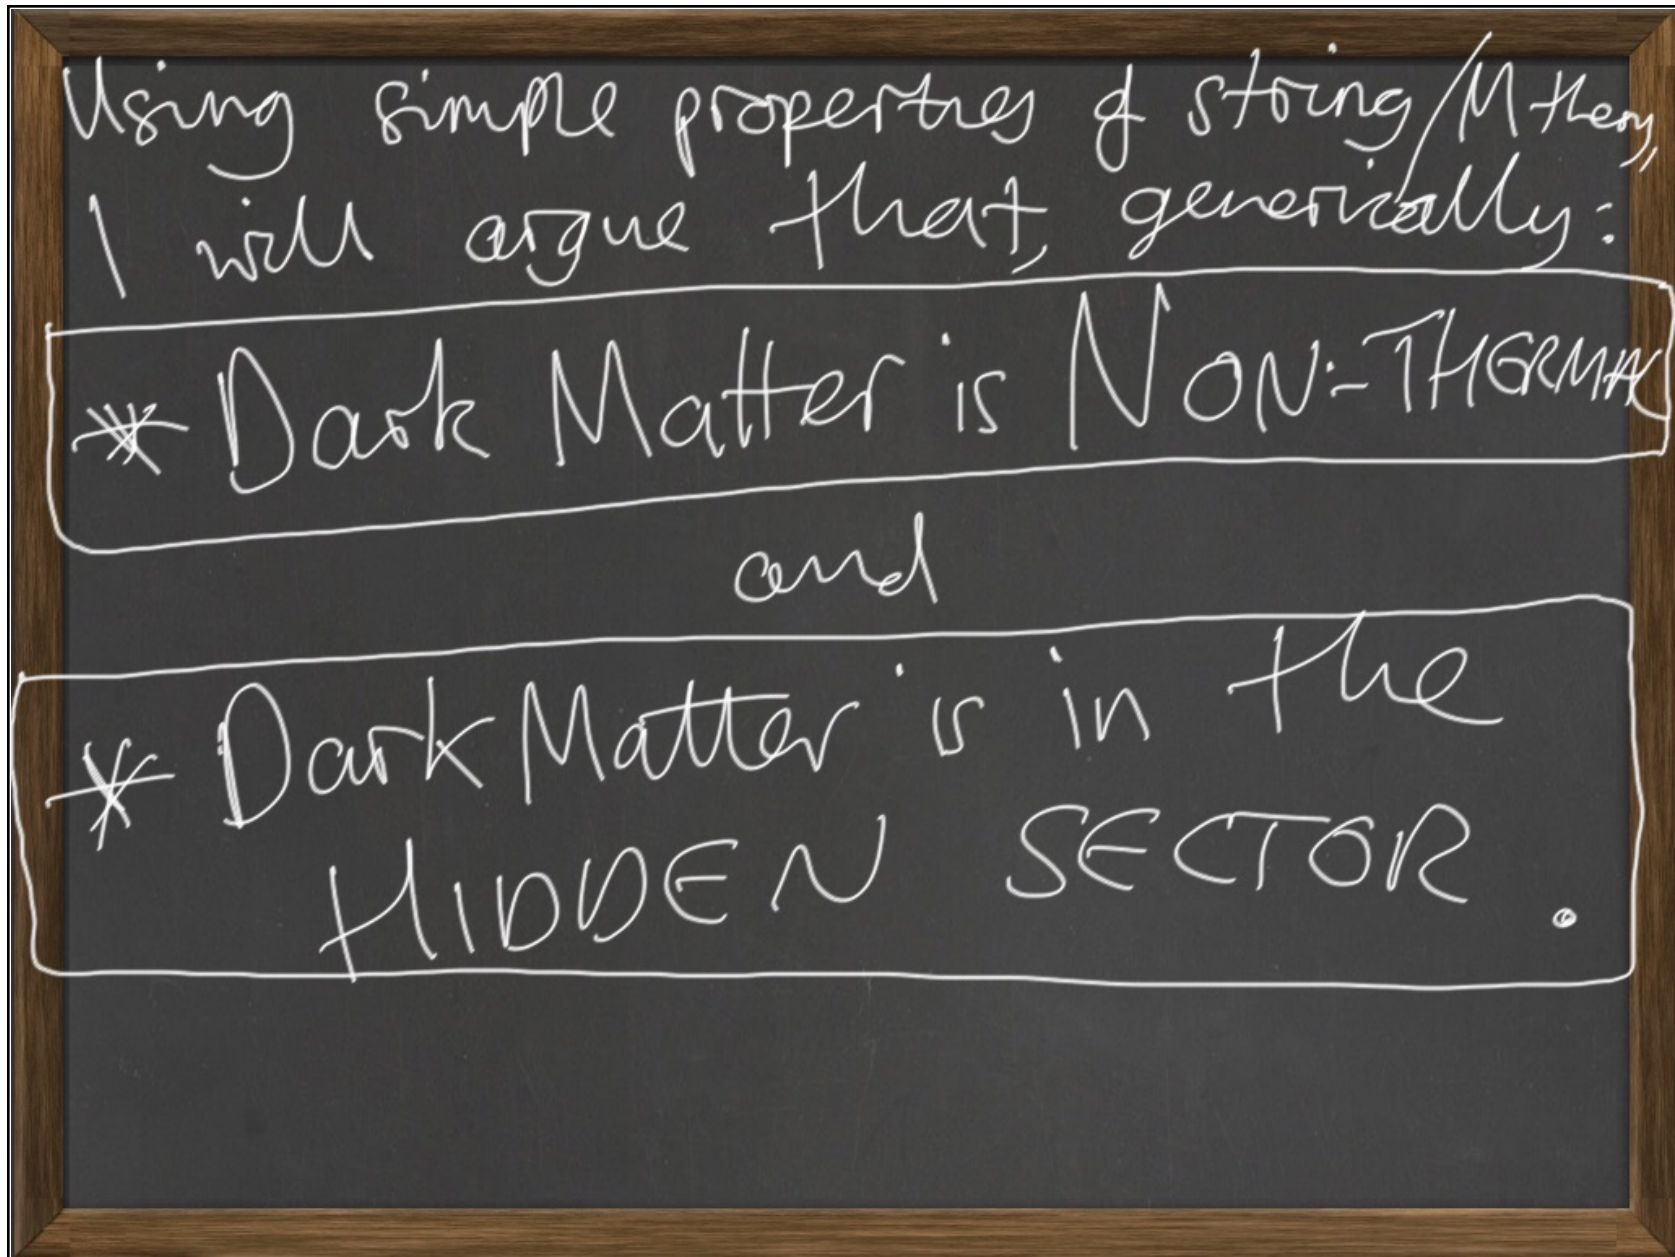 Using simple properties of string/M theory,
I will argue that, generically:
* Dark Matter is NON-THERMAL
and
* Dark Matter is in the
HIDDEN SECTOR.